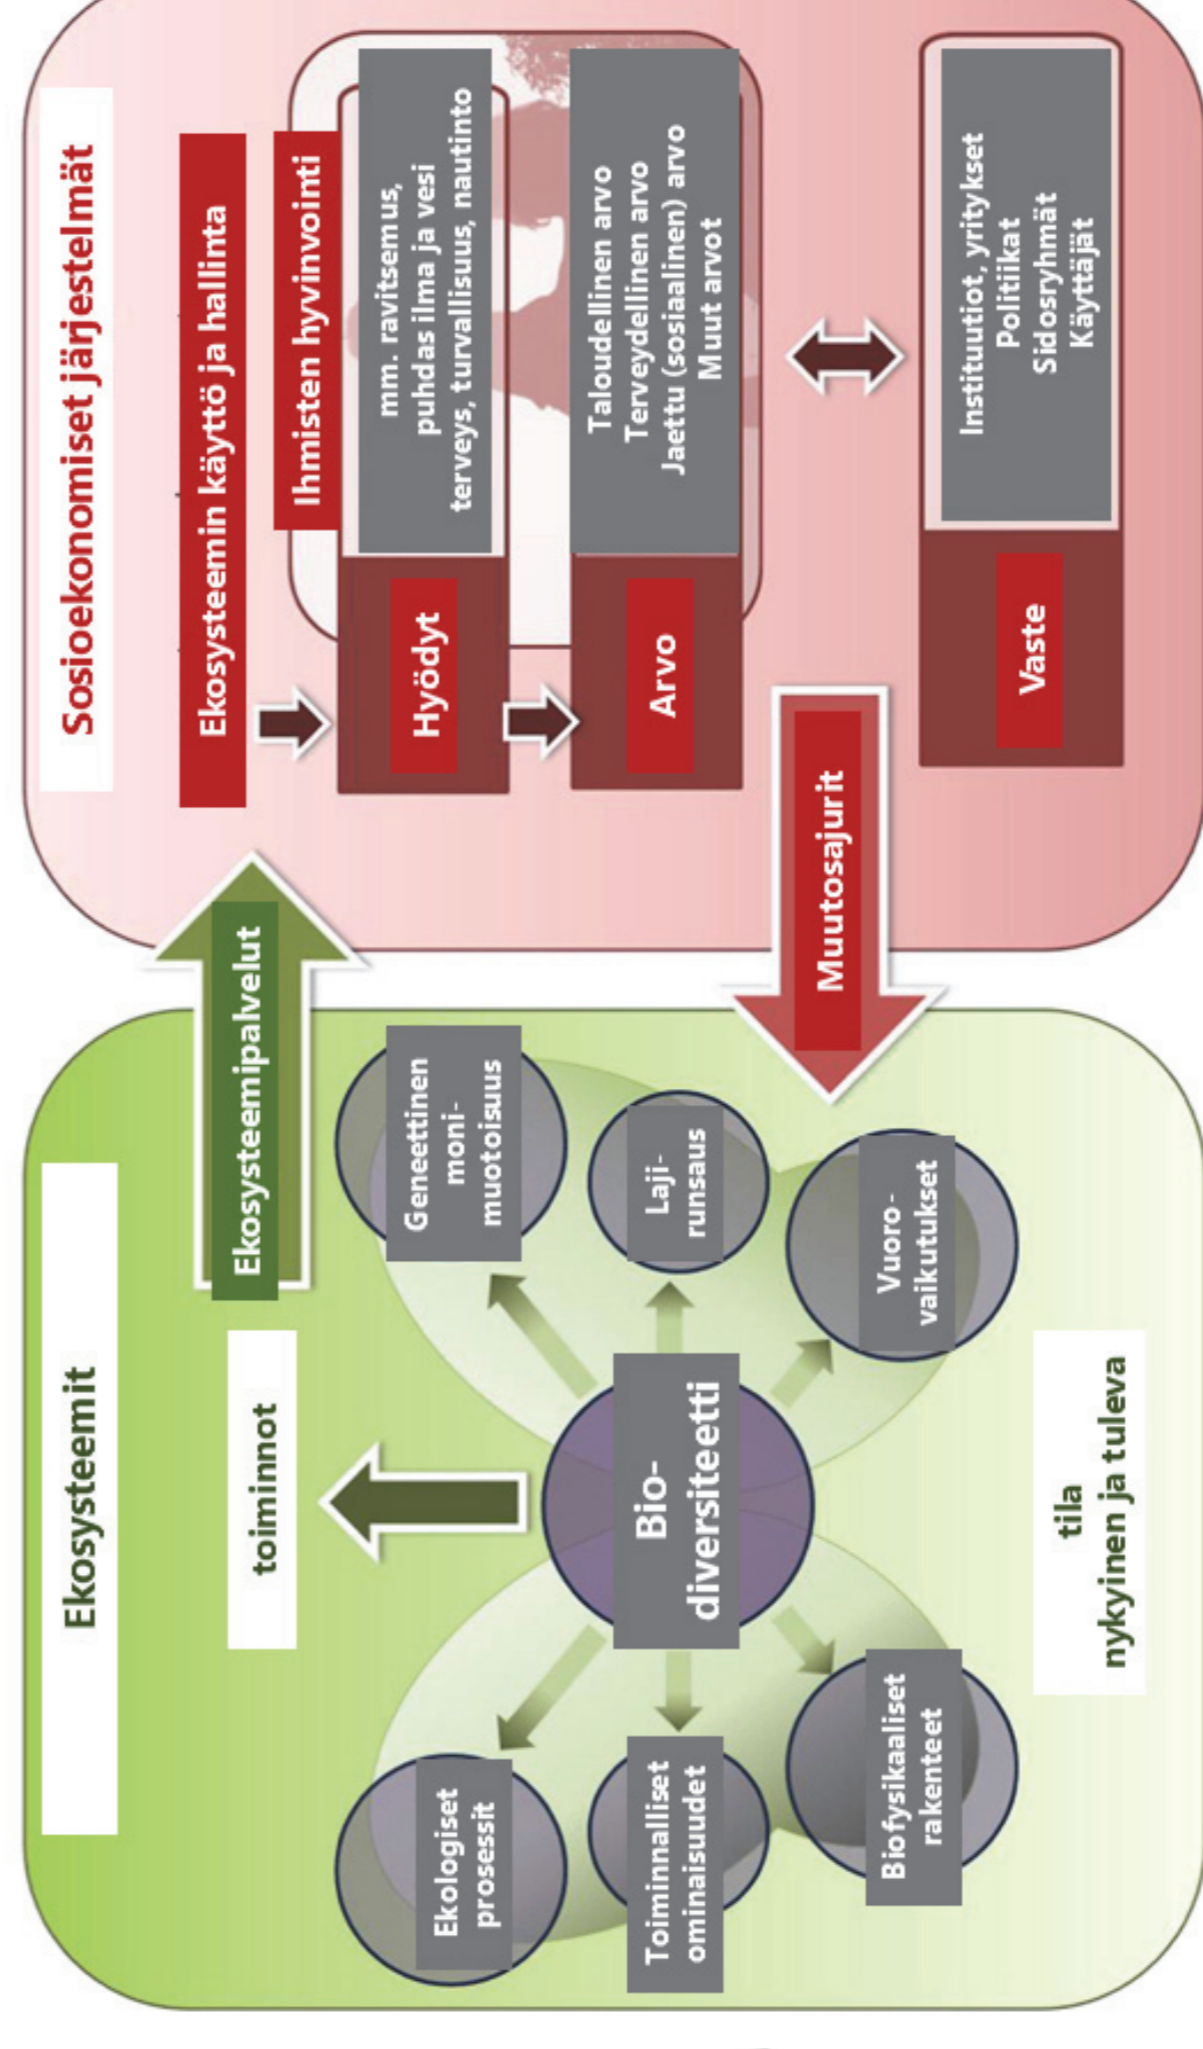 Ekosysteemit
toiminnot
Ekosysteemipalvelut
Ekologiset
prosessit
Toiminnalliset
ominaisuudet
Biofysikaaliset
rakenteet
Bio-
diversiteetti
Geneettinen
moni-
muotoisuus
Laji-
runsaus
Vuoro-
vaikutukset
tila
nykyinen ja tuleva
Sosioekonomiset järjestelmät
Ekosysteemin käyttö ja hallinta
Ihmisten hyvinvointi
Hyödyt
mm. ravitsemus,
puhdas ilma ja vesi
terveys, turvallisuus, nautinto
Arvo
Taloudellinen arvo
Terveydellinen arvo
Jaettu (sosiaalinen) arvo
Muut arvot
Muutosajurit
Vaste
Instituutiot, yritykset
Politiikat
Sidosryhmät
Käyttäjät